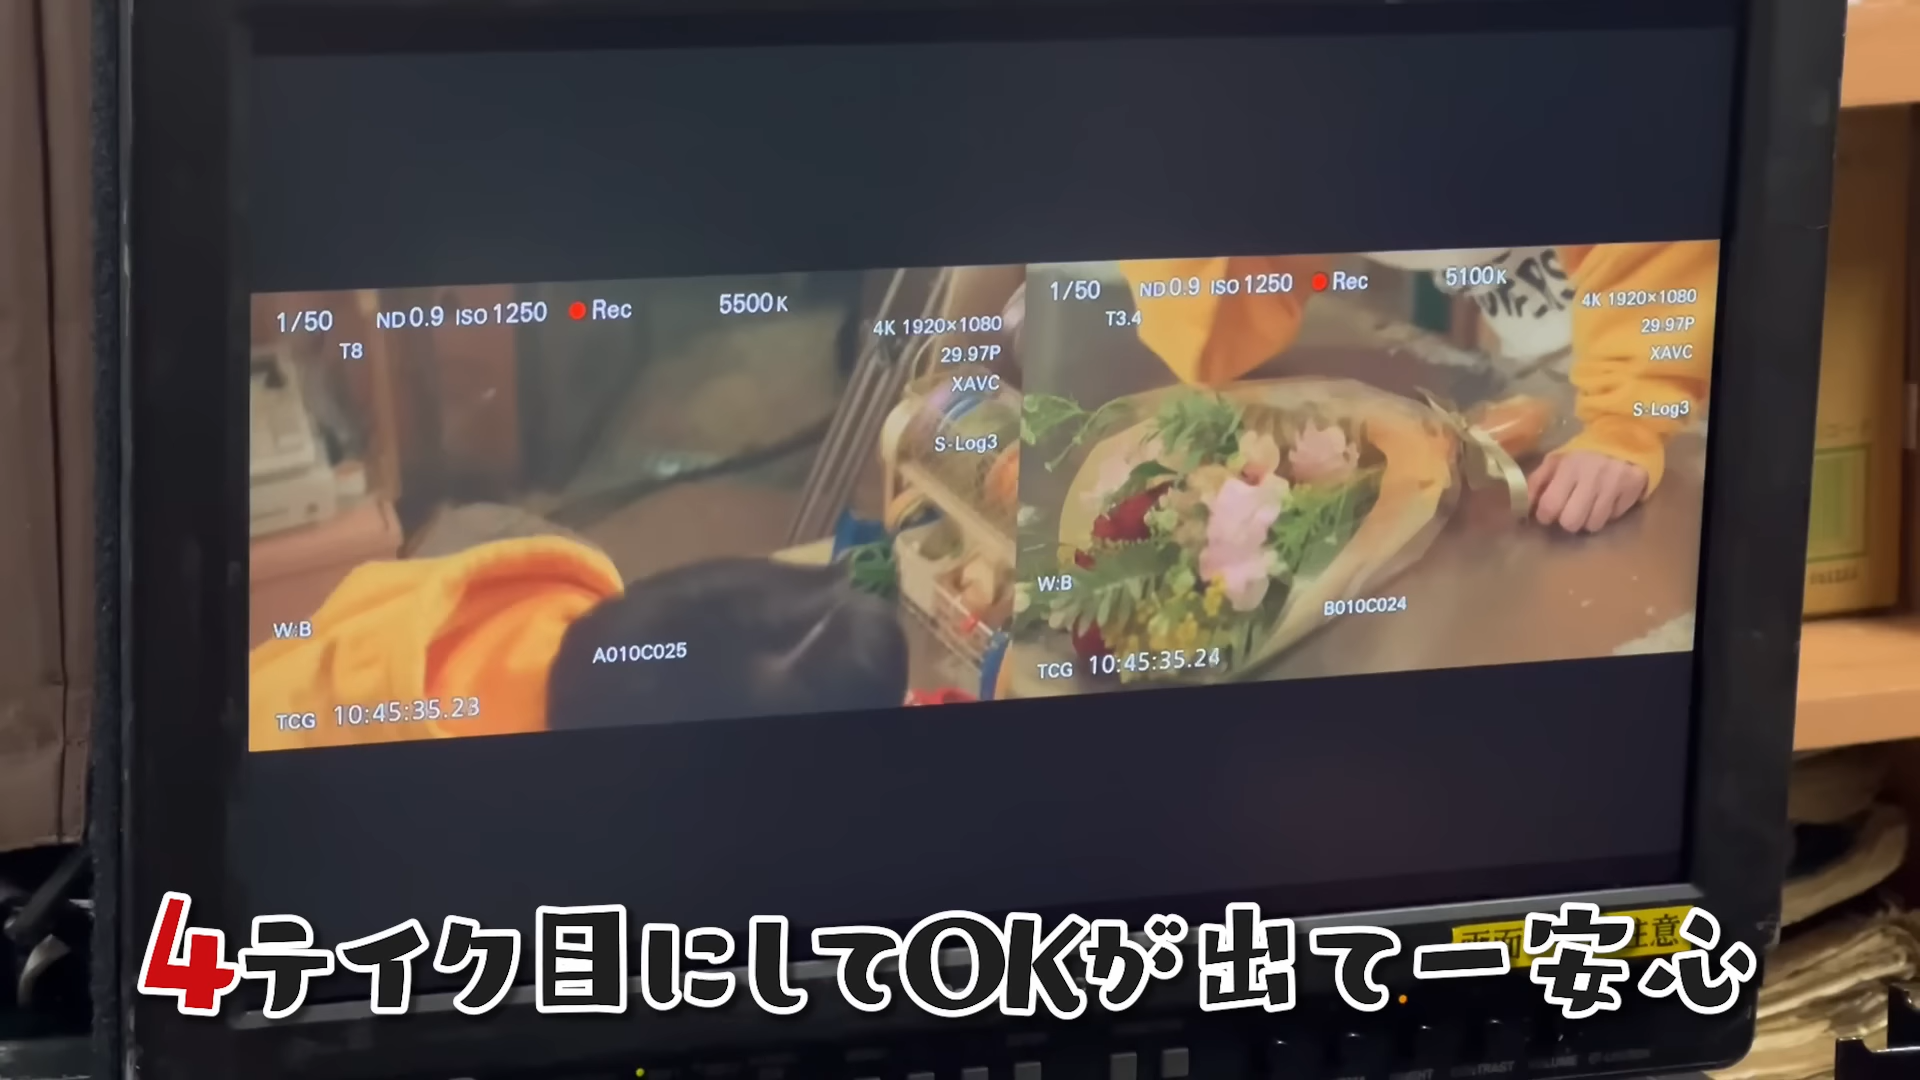 1/50 ND0.9 ISO1250 Rec 5500K
T8
4K 1920×1080
29.97P
XAVC
S-Log3
W:B
A010C025
TCG 10:45:35.23
1/50 ND0.9 ISO1250 Rec 5100K
T3.4
4K 1920×1080
29.97P
XAVC
S-Log3
W:B
B010C024
TCG 10:45:35.24
4テイク目にしてOKが出て一安心